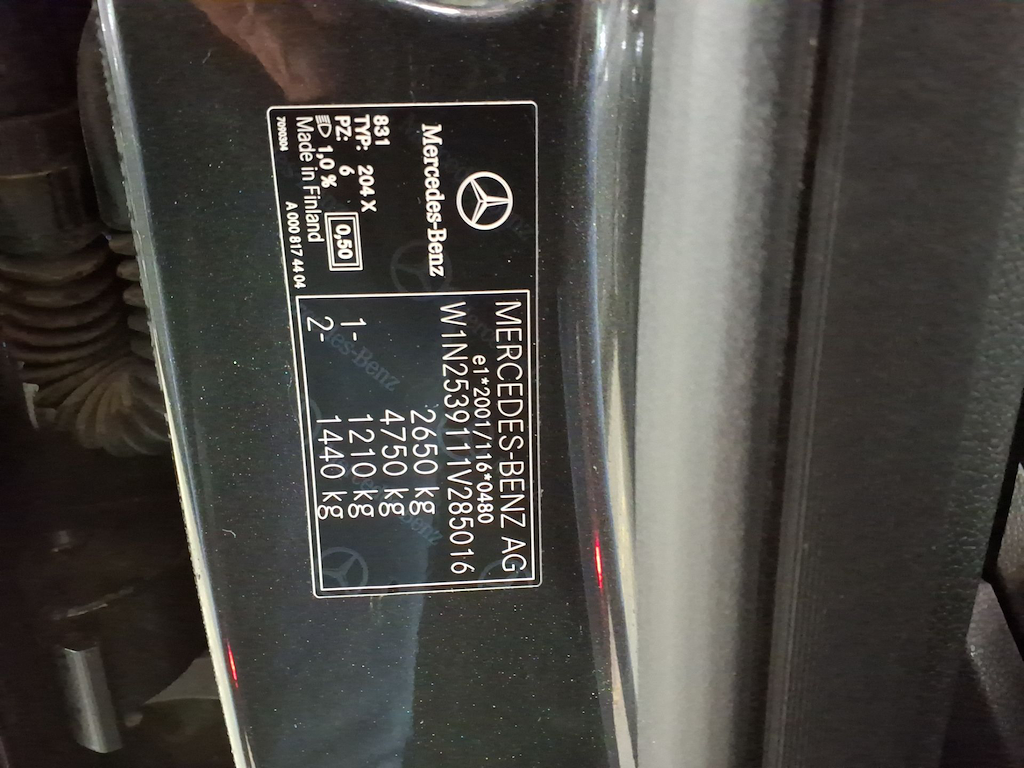 Mercedes-Benz
831
TYP: 204 X
PZ: 6
1,0 % 0,50
Made in Finland
7090304 A 000 817 44 04
MERCEDES-BENZ AG
e1*2001/116*0480
W1N2539111V285016
2650 kg
4750 kg
1- 1210 kg
2- 1440 kg